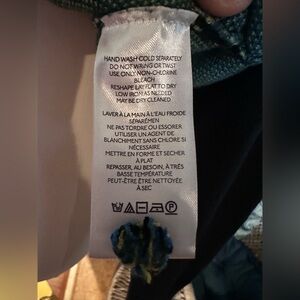 HAND WASH COLD SEPARATELY
DO NOT WRING OR TWIST
USE ONLY NON-CHLORINE
BLEACH
RESHAPE LAY FLAT TO DRY
LOW IRON AS NEEDED
MAY BE DRY CLEANED
LAVER À LA MAIN À L'EAU FROIDE
SÉPARÉMEN
NE PAS TORDRE OU ESSORER
UTILISER UN AGENT DE
BLANCHIMENT SANS CHLORE SI
NÉCESSAIRE
METTRE EN FORME ET SECHER
À PLAT
REPASSER, AU BESOIN, À TRÈS
BASSE TEMPÉRATURE
PEUT-ÊTRE ÊTRE NETTOYÉE
À SEC